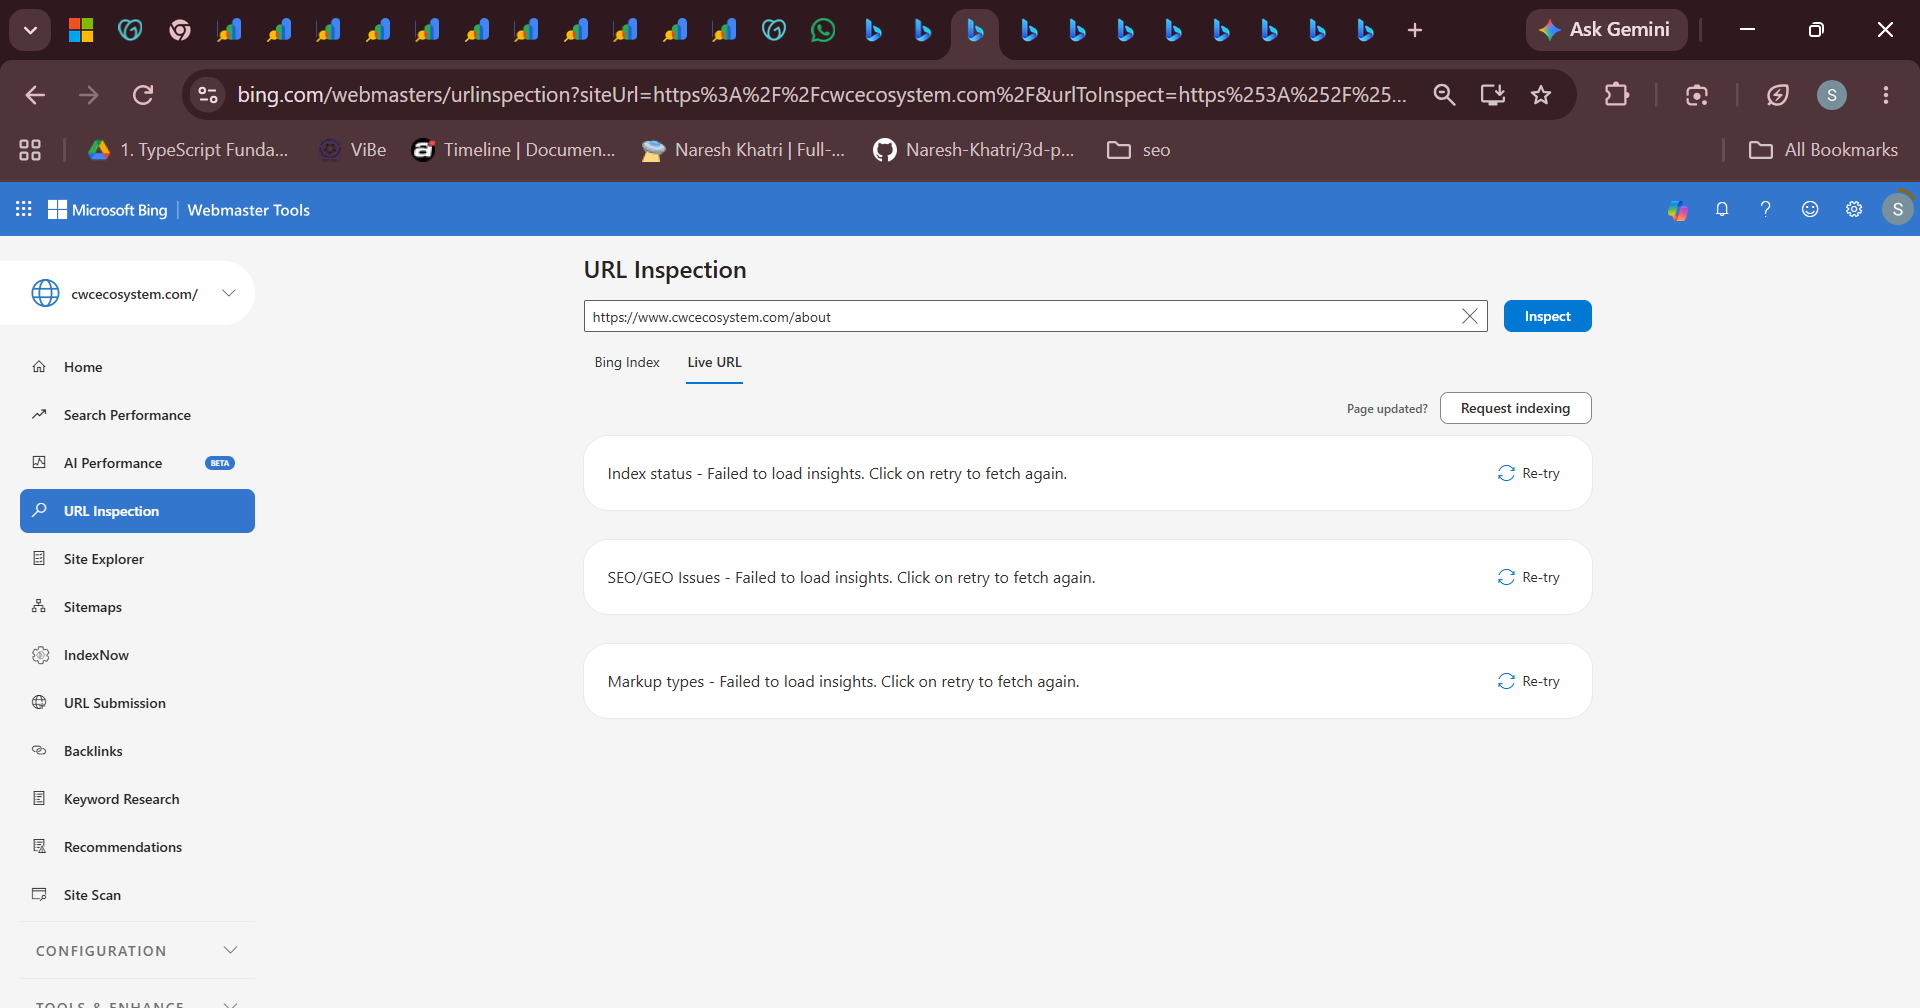 Ask Gemini
bing.com/webmasters/urlinspection?siteUrl=https%3A%2F%2Fcwcecosystem.com%2F&urlToInspect=https%253A%252F%25...
S
1. TypeScript Funda...
ViBe
Timeline | Documen...
Naresh Khatri | Full-...
Naresh-Khatri/3d-p...
seo
All Bookmarks
Microsoft Bing | Webmaster Tools
S
cwcecosystem.com/
Home
Search Performance
AI Performance BETA
URL Inspection
Site Explorer
Sitemaps
IndexNow
URL Submission
Backlinks
Keyword Research
Recommendations
Site Scan
CONFIGURATION
TOOLS & ENHANCE
URL Inspection
https://www.cwcecosystem.com/about
Inspect
Bing Index
Live URL
Page updated?
Request indexing
Index status - Failed to load insights. Click on retry to fetch again.
Re-try
SEO/GEO Issues - Failed to load insights. Click on retry to fetch again.
Re-try
Markup types - Failed to load insights. Click on retry to fetch again.
Re-try